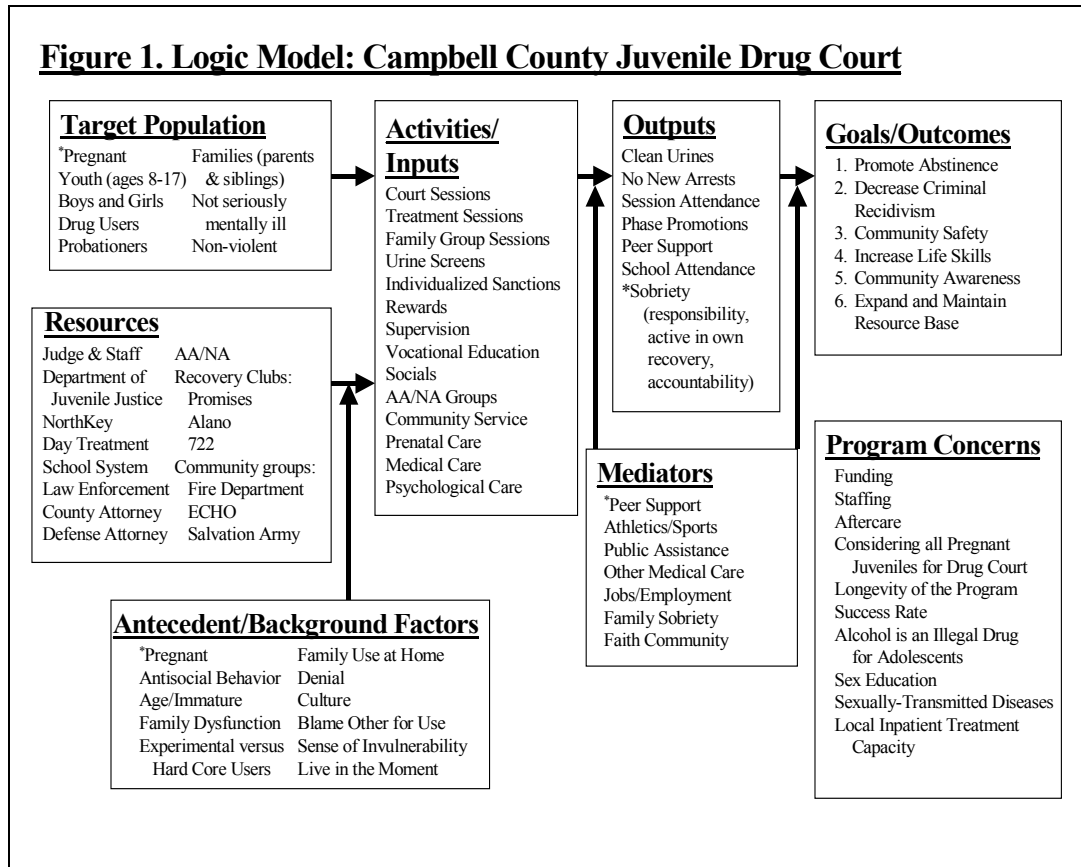 Figure 1. Logic Model: Campbell County Juvenile Drug Court
Target Population
*Pregnant
Youth (ages 8-17)
Boys and Girls
Drug Users
Probationers
Families (parents
& siblings)
Not seriously
mentally ill
Non-violent
Resources
Judge & Staff
Department of
Juvenile Justice
NorthKey
Day Treatment
School System
Law Enforcement
County Attorney
Defense Attorney
AA/NA
Recovery Clubs:
Promises
Alano
722
Community groups:
Fire Department
ECHO
Salvation Army
Antecedent/Background Factors
*Pregnant
Antisocial Behavior
Age/Immature
Family Dysfunction
Experimental versus
Hard Core Users
Family Use at Home
Denial
Culture
Blame Other for Use
Sense of Invulnerability
Live in the Moment
Activities/
Inputs
Court Sessions
Treatment Sessions
Family Group Sessions
Urine Screens
Individualized Sanctions
Rewards
Supervision
Vocational Education
Socials
AA/NA Groups
Community Service
Prenatal Care
Medical Care
Psychological Care
Outputs
Clean Urines
No New Arrests
Session Attendance
Phase Promotions
Peer Support
School Attendance
*Sobriety
(responsibility,
active in own
recovery,
accountability)
Mediators
*Peer Support
Athletics/Sports
Public Assistance
Other Medical Care
Jobs/Employment
Family Sobriety
Faith Community
Goals/Outcomes
1. Promote Abstinence
2. Decrease Criminal
Recidivism
3. Community Safety
4. Increase Life Skills
5. Community Awareness
6. Expand and Maintain
Resource Base
Program Concerns
Funding
Staffing
Aftercare
Considering all Pregnant
Juveniles for Drug Court
Longevity of the Program
Success Rate
Alcohol is an Illegal Drug
for Adolescents
Sex Education
Sexually-Transmitted Diseases
Local Inpatient Treatment
Capacity